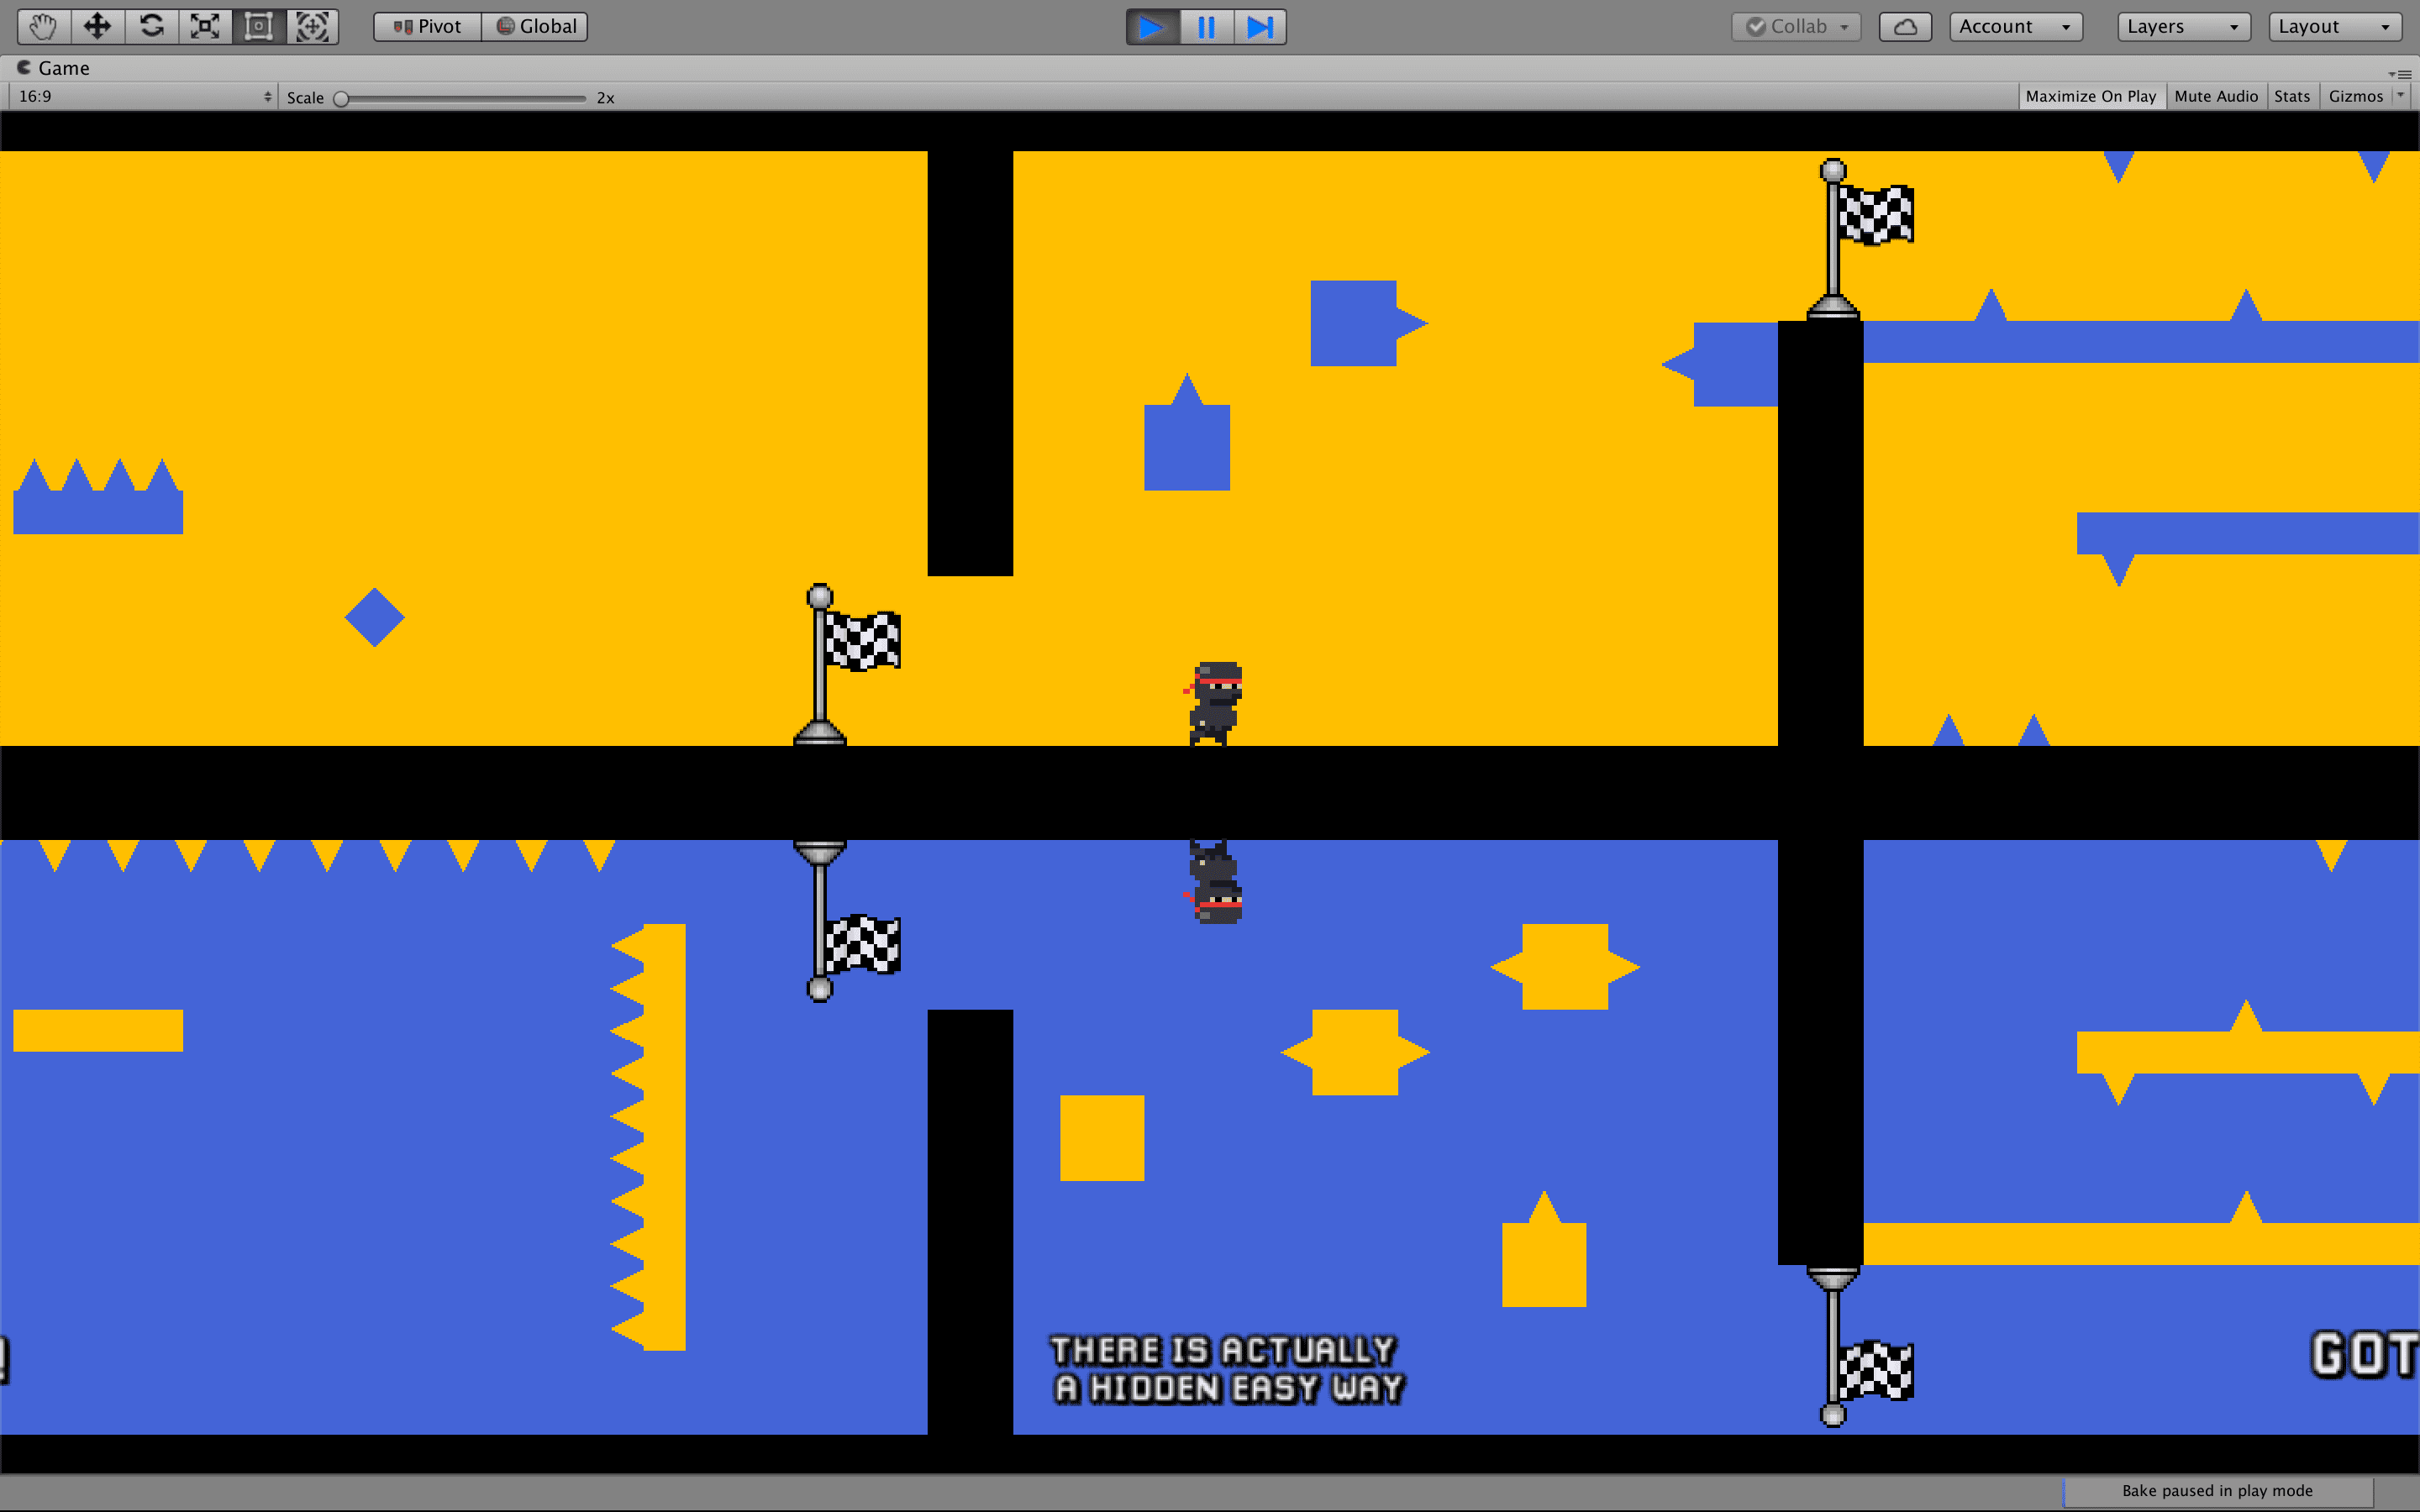 Pivot Global Collab Account Layers Layout
Game
16:9 Scale 2x Maximize On Play Mute Audio Stats Gizmos
THERE IS ACTUALLY
A HIDDEN EASY WAY
! GOT
Bake paused in play mode